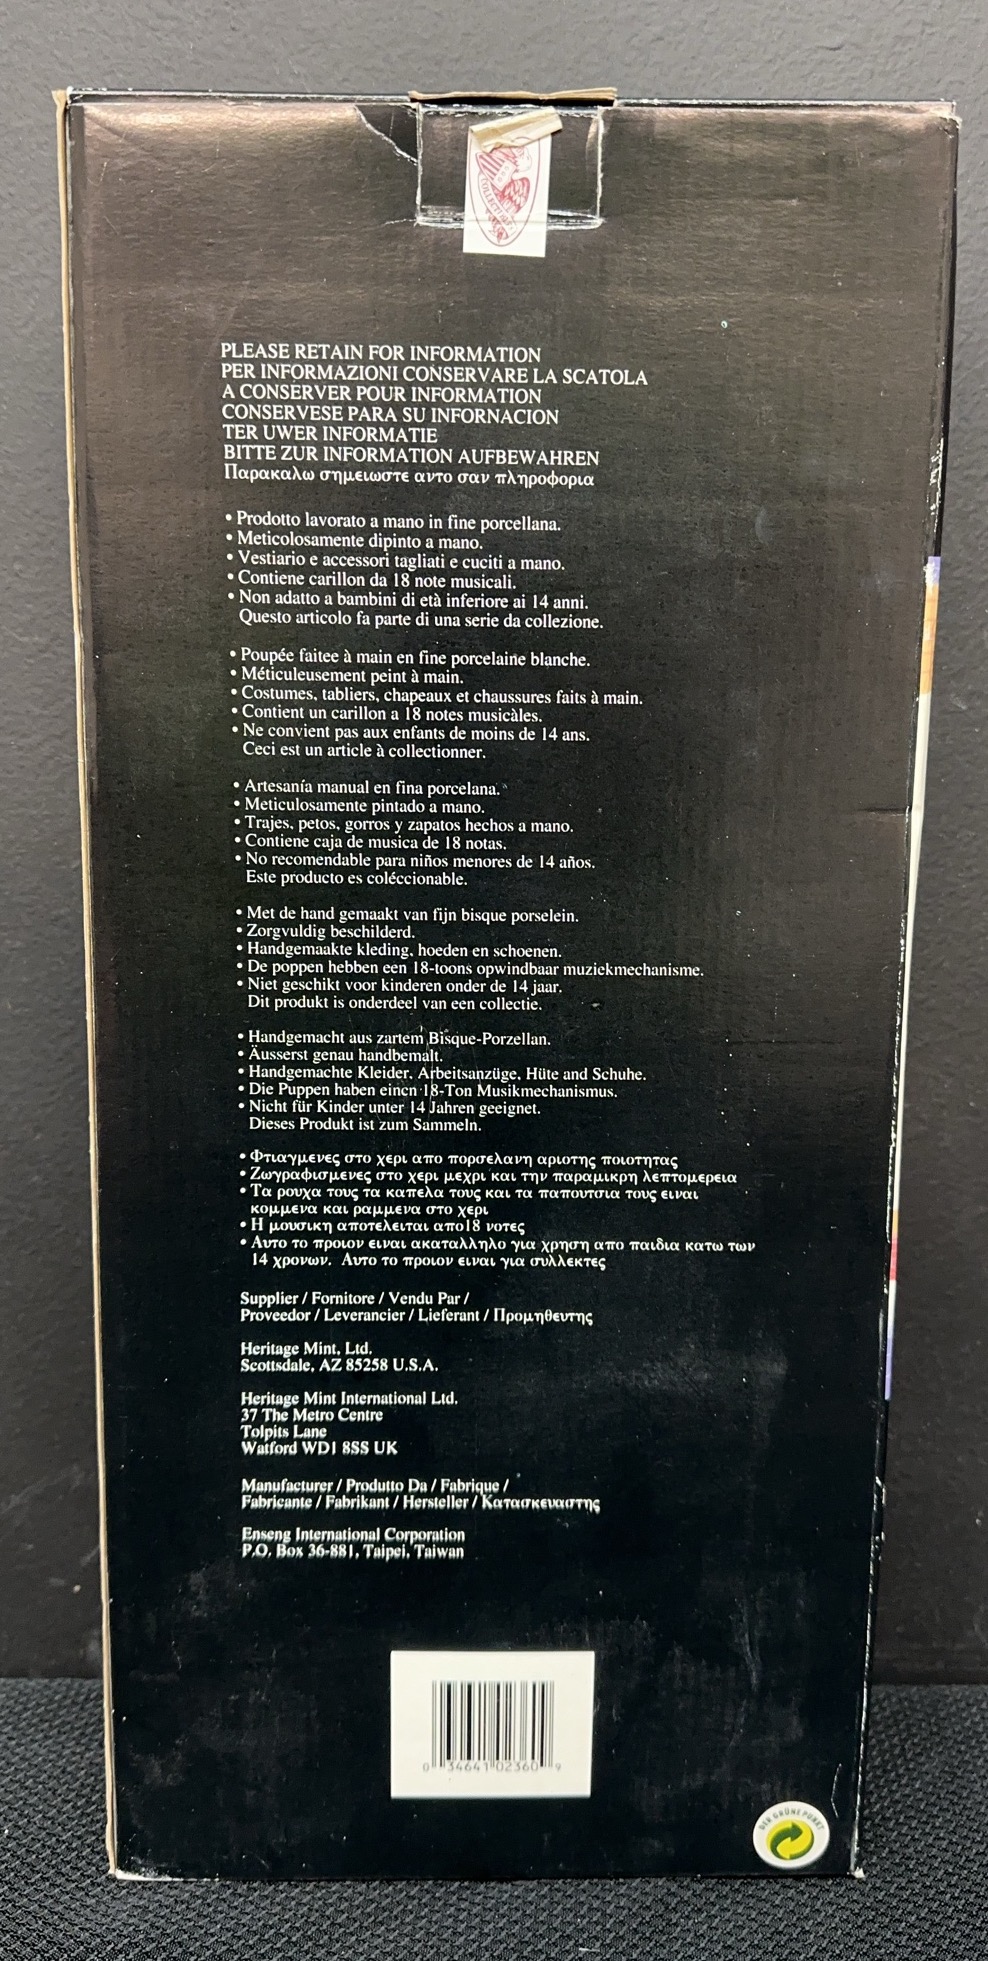 COLLECTIBLES
PLEASE RETAIN FOR INFORMATION
PER INFORMAZIONI CONSERVARE LA SCATOLA
A CONSERVER POUR INFORMATION
CONSERVESE PARA SU INFORNACION
TER UWER INFORMATIE
BITTE ZUR INFORMATION AUFBEWAHREN
Παρακαλω σημειωστε αντο σαν πληροφορια
• Prodotto lavorato a mano in fine porcellana.
• Meticolosamente dipinto a mano.
• Vestiario e accessori tagliati e cuciti a mano.
• Contiene carillon da 18 note musicali.
• Non adatto a bambini di età inferiore ai 14 anni.
Questo articolo fa parte di una serie da collezione.
• Poupée faitee à main en fine porcelaine blanche.
• Méticuleusement peint à main.
• Costumes, tabliers, chapeaux et chaussures faits à main.
• Contient un carillon a 18 notes musicàles.
• Ne convient pas aux enfants de moins de 14 ans.
Ceci est un article à collectionner.
• Artesanía manual en fina porcelana.
• Meticulosamente pintado a mano.
• Trajes, petos, gorros y zapatos hechos a mano.
• Contiene caja de musica de 18 notas.
• No recomendable para niños menores de 14 años.
Este producto es coléccionable.
• Met de hand gemaakt van fijn bisque porselein.
• Zorgvuldig beschilderd.
• Handgemaakte kleding, hoeden en schoenen.
• De poppen hebben een 18-toons opwindbaar muziekmechanisme.
• Niet geschikt voor kinderen onder de 14 jaar.
Dit produkt is onderdeel van een collectie.
• Handgemacht aus zartem Bisque-Porzellan.
• Äusserst genau handbemalt.
• Handgemachte Kleider, Arbeitsanzüge, Hüte and Schuhe.
• Die Puppen haben einen 18-Ton Musikmechanismus.
• Nicht für Kinder unter 14 Jahren geeignet.
Dieses Produkt ist zum Sammeln.
• Φτιαγμενες στο χερι απο πορσελανη αριοτης ποιοτητας
• Ζωγραφισμενες στο χερι μεχρι και την παραμικρη λεπτομερεια
• Τα ρουχα τους τα καπελα τους και τα παπουτσια τους ειναι
κομμενα και ραμμενα στο χερι
• Η μουσικη αποτελειται απο18 νοτες
• Αυτο το προιον ειναι ακαταλληλο για χρηση απο παιδια κατω των
14 χρονων. Αυτο το προιον ειναι για συλλεκτες
Supplier / Fornitore / Vendu Par /
Proveedor / Leverancier / Lieferant / Προμηθευτης
Heritage Mint, Ltd.
Scottsdale, AZ 85258 U.S.A.
Heritage Mint International Ltd.
37 The Metro Centre
Tolpits Lane
Watford WD1 8SS UK
Manufacturer / Produtto Da / Fabrique /
Fabricante / Fabrikant / Hersteller / Κατασκευαστης
Enseng International Corporation
P.O. Box 36-881, Taipei, Taiwan
0 34641 02360 9
DER GRÜNE PUNKT